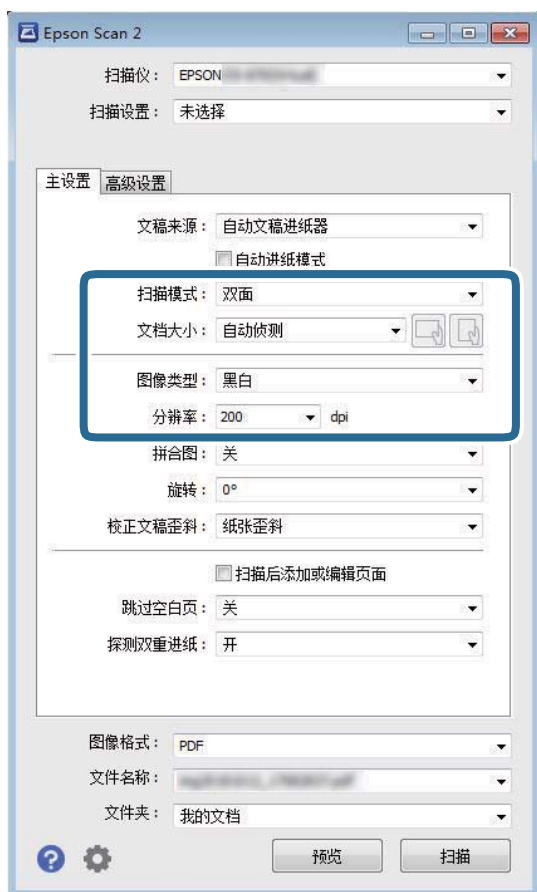 Epson Scan 2
扫描仪： EPSON
扫描设置： 未选择
主设置 高级设置
文稿来源： 自动文稿进纸器
自动进纸模式
扫描模式： 双面
文档大小： 自动侦测
图像类型： 黑白
分辨率： 200 dpi
拼合图： 关
旋转： 0°
校正文稿歪斜： 纸张歪斜
扫描后添加或编辑页面
跳过空白页： 关
探测双重进纸： 开
图像格式： PDF
文件名称：
文件夹： 我的文档
预览 扫描